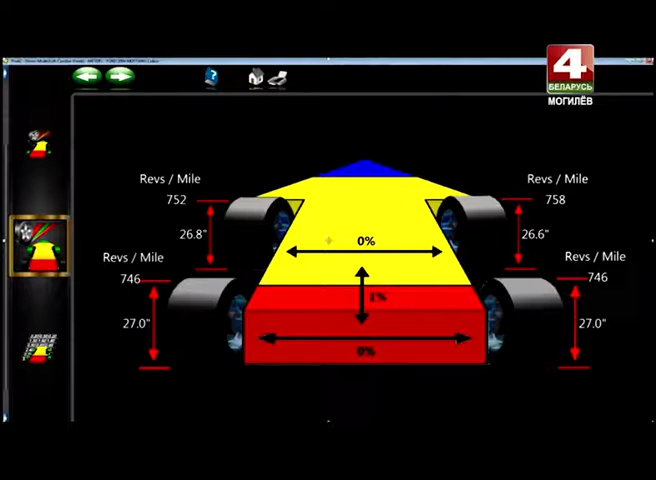 4
БЕЛАРУСЬ
МОГИЛЁВ
Revs / Mile
752
26.8"
Revs / Mile
758
26.6"
0%
Revs / Mile
746
27.0"
Revs / Mile
746
27.0"
1%
0%